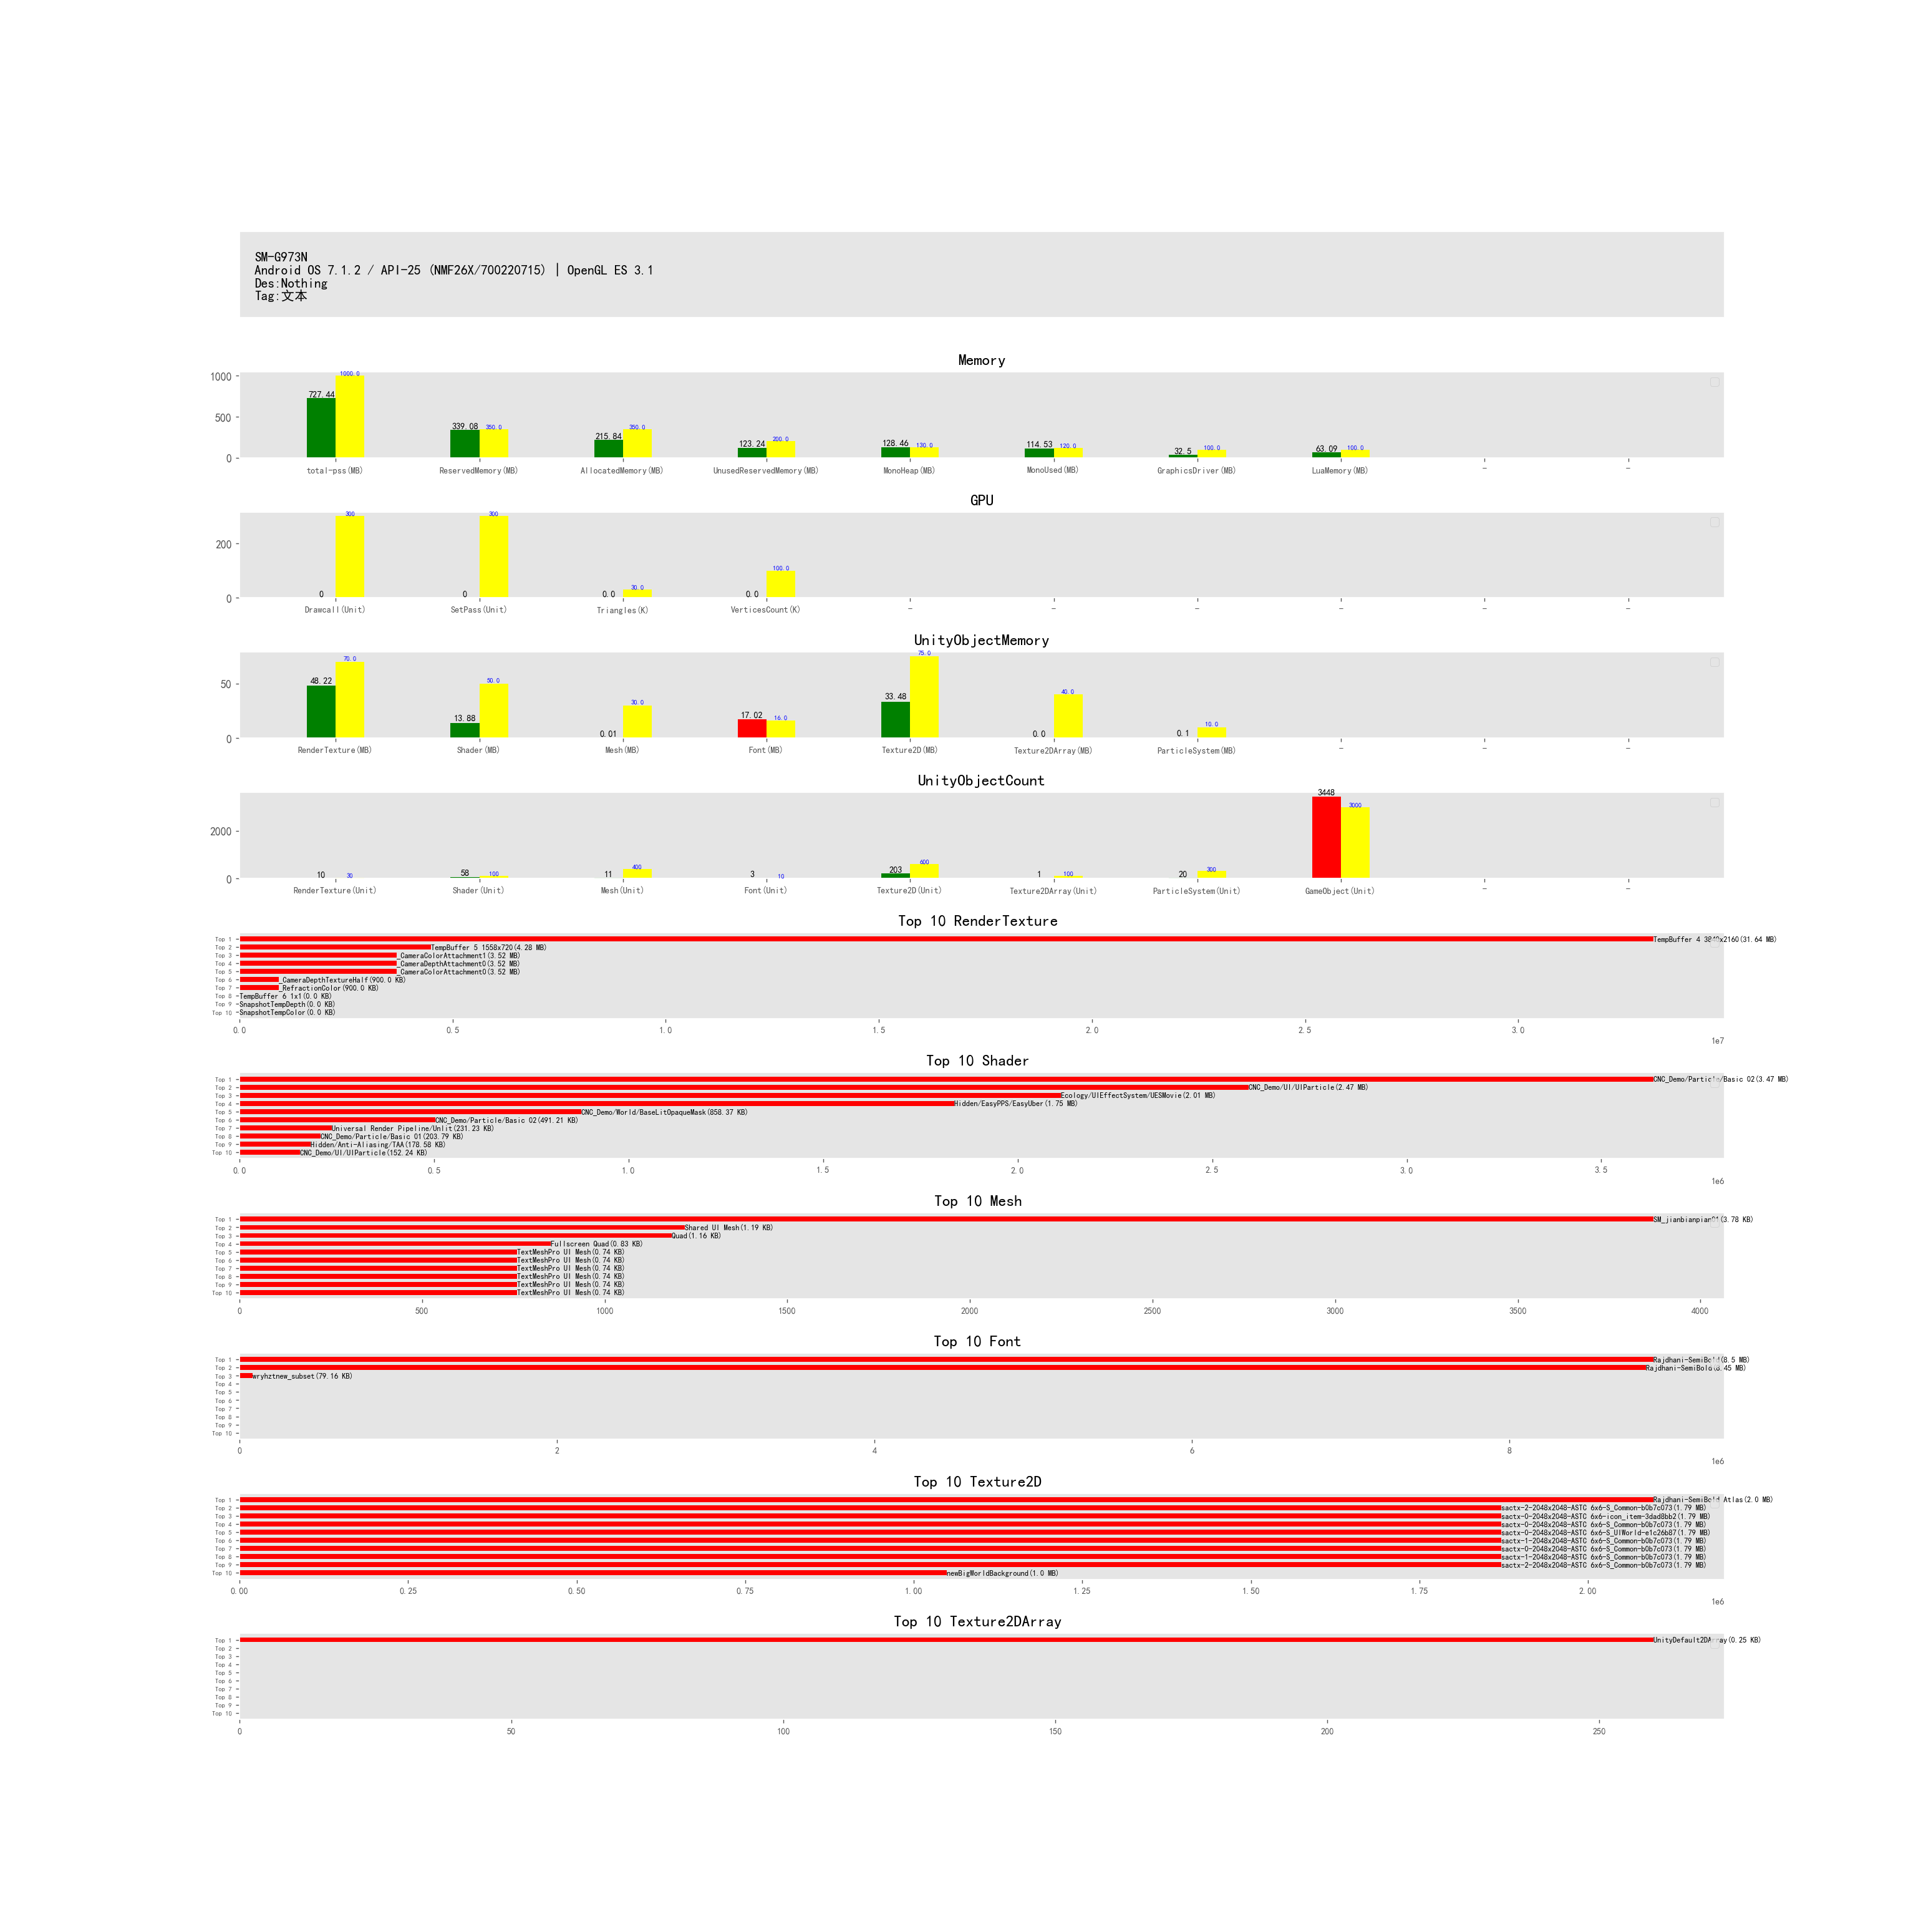 SM-G973N
Android OS 7.1.2 / API-25 (NMF26X/700220715) | OpenGL ES 3.1
Des:Nothing
Tag:文本
Memory
1000
500
0
727.44 1000.0
339.08 350.0
215.84 350.0
123.24 200.0
128.46 130.0
114.53 120.0
32.5 100.0
63.09 100.0
total-pss(MB) ReservedMemory(MB) AllocatedMemory(MB) UnusedReservedMemory(MB) MonoHeap(MB) MonoUsed(MB) GraphicsDriver(MB) LuaMemory(MB) - -
GPU
200
0
0 300
0 300
0.0 30.0
0.0 100.0
Drawcall(Unit) SetPass(Unit) Triangles(K) VerticesCount(K) - - - - - -
UnityObjectMemory
50
0
48.22 70.0
13.88 50.0
0.01 30.0
17.02 16.0
33.48 75.0
0.0 40.0
0.1 10.0
RenderTexture(MB) Shader(MB) Mesh(MB) Font(MB) Texture2D(MB) Texture2DArray(MB) ParticleSystem(MB) - - -
UnityObjectCount
2000
0
10 30
58 100
11 400
3 10
203 600
1 100
20 300
3448 3000
RenderTexture(Unit) Shader(Unit) Mesh(Unit) Font(Unit) Texture2D(Unit) Texture2DArray(Unit) ParticleSystem(Unit) GameObject(Unit) - -
Top 10 RenderTexture
Top 1 TempBuffer 4 3840x2160(31.64 MB)
Top 2 TempBuffer 5 1558x720(4.28 MB)
Top 3 _CameraColorAttachment1(3.52 MB)
Top 4 _CameraDepthAttachment0(3.52 MB)
Top 5 _CameraColorAttachment0(3.52 MB)
Top 6 _CameraDepthTextureHalf(900.0 KB)
Top 7 _RefractionColor(900.0 KB)
Top 8 TempBuffer 6 1x1(0.0 KB)
Top 9 SnapshotTempDepth(0.0 KB)
Top 10 SnapshotTempColor(0.0 KB)
0.0 0.5 1.0 1.5 2.0 2.5 3.0
1e7
Top 10 Shader
Top 1 CNC_Demo/Particle/Basic 02(3.47 MB)
Top 2 CNC_Demo/UI/UIParticle(2.47 MB)
Top 3 Ecology/UIEffectSystem/UESMovie(2.01 MB)
Top 4 Hidden/EasyPPS/EasyUber(1.75 MB)
Top 5 CNC_Demo/World/BaseLitOpaqueMask(858.37 KB)
Top 6 CNC_Demo/Particle/Basic 02(491.21 KB)
Top 7 Universal Render Pipeline/Unlit(231.23 KB)
Top 8 CNC_Demo/Particle/Basic 01(203.79 KB)
Top 9 Hidden/Anti-Aliasing/TAA(178.58 KB)
Top 10 CNC_Demo/UI/UIParticle(152.24 KB)
0.0 0.5 1.0 1.5 2.0 2.5 3.0 3.5
1e6
Top 10 Mesh
Top 1 SM_jianbianpian01(3.78 KB)
Top 2 Shared UI Mesh(1.19 KB)
Top 3 Quad(1.16 KB)
Top 4 Fullscreen Quad(0.83 KB)
Top 5 TextMeshPro UI Mesh(0.74 KB)
Top 6 TextMeshPro UI Mesh(0.74 KB)
Top 7 TextMeshPro UI Mesh(0.74 KB)
Top 8 TextMeshPro UI Mesh(0.74 KB)
Top 9 TextMeshPro UI Mesh(0.74 KB)
Top 10 TextMeshPro UI Mesh(0.74 KB)
0 500 1000 1500 2000 2500 3000 3500 4000
Top 10 Font
Top 1 Rajdhani-SemiBold(8.5 MB)
Top 2 Rajdhani-SemiBold(8.45 MB)
Top 3 wryhztnew_subset(79.16 KB)
Top 4
Top 5
Top 6
Top 7
Top 8
Top 9
Top 10
0 2 4 6 8
1e6
Top 10 Texture2D
Top 1 Rajdhani-SemiBold Atlas(2.0 MB)
Top 2 sactx-2-2048x2048-ASTC 6x6-S_Common-b0b7c073(1.79 MB)
Top 3 sactx-0-2048x2048-ASTC 6x6-icon_item-3dad8bb2(1.79 MB)
Top 4 sactx-0-2048x2048-ASTC 6x6-S_Common-b0b7c073(1.79 MB)
Top 5 sactx-0-2048x2048-ASTC 6x6-S_UIWorld-e1c26b87(1.79 MB)
Top 6 sactx-1-2048x2048-ASTC 6x6-S_Common-b0b7c073(1.79 MB)
Top 7 sactx-0-2048x2048-ASTC 6x6-S_Common-b0b7c073(1.79 MB)
Top 8 sactx-1-2048x2048-ASTC 6x6-S_Common-b0b7c073(1.79 MB)
Top 9 sactx-2-2048x2048-ASTC 6x6-S_Common-b0b7c073(1.79 MB)
Top 10 newBigWorldBackground(1.0 MB)
0.00 0.25 0.50 0.75 1.00 1.25 1.50 1.75 2.00
1e6
Top 10 Texture2DArray
Top 1 UnityDefault2DArray(0.25 KB)
Top 2
Top 3
Top 4
Top 5
Top 6
Top 7
Top 8
Top 9
Top 10
0 50 100 150 200 250